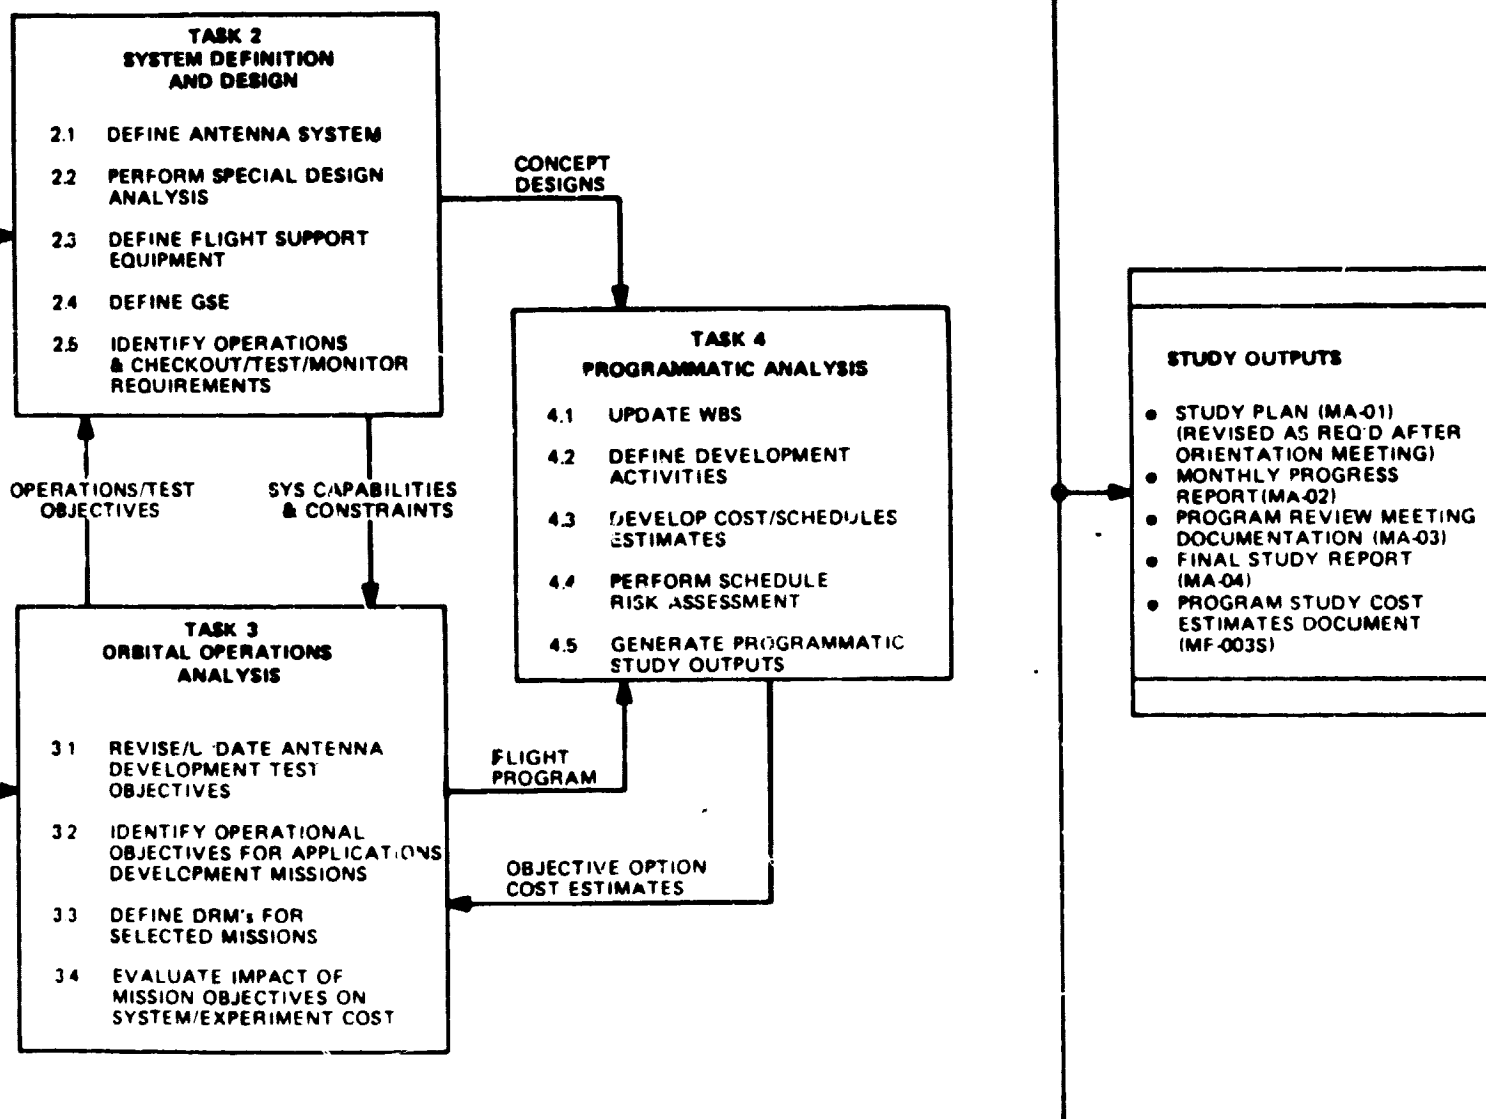 TASK 2
SYSTEM DEFINITION
AND DESIGN
2.1 DEFINE ANTENNA SYSTEM
2.2 PERFORM SPECIAL DESIGN
ANALYSIS
2.3 DEFINE FLIGHT SUPPORT
EQUIPMENT
2.4 DEFINE GSE
2.5 IDENTIFY OPERATIONS
& CHECKOUT/TEST/MONITOR
REQUIREMENTS
CONCEPT
DESIGNS
OPERATIONS/TEST
OBJECTIVES
SYS CAPABILITIES
& CONSTRAINTS
TASK 3
ORBITAL OPERATIONS
ANALYSIS
3.1 REVISE/UPDATE ANTENNA
DEVELOPMENT TEST
OBJECTIVES
3.2 IDENTIFY OPERATIONAL
OBJECTIVES FOR APPLICATIONS
DEVELOPMENT MISSIONS
3.3 DEFINE DRM's FOR
SELECTED MISSIONS
3.4 EVALUATE IMPACT OF
MISSION OBJECTIVES ON
SYSTEM/EXPERIMENT COST
TASK 4
PROGRAMMATIC ANALYSIS
4.1 UPDATE WBS
4.2 DEFINE DEVELOPMENT
ACTIVITIES
4.3 DEVELOP COST/SCHEDULES
ESTIMATES
4.4 PERFORM SCHEDULE
RISK ASSESSMENT
4.5 GENERATE PROGRAMMATIC
STUDY OUTPUTS
FLIGHT
PROGRAM
OBJECTIVE OPTION
COST ESTIMATES
STUDY OUTPUTS
● STUDY PLAN (MA-01)
(REVISED AS REQ'D AFTER
ORIENTATION MEETING)
● MONTHLY PROGRESS
REPORT(MA-02)
● PROGRAM REVIEW MEETING
DOCUMENTATION (MA-03)
● FINAL STUDY REPORT
(MA-04)
● PROGRAM STUDY COST
ESTIMATES DOCUMENT
(MF-003S)